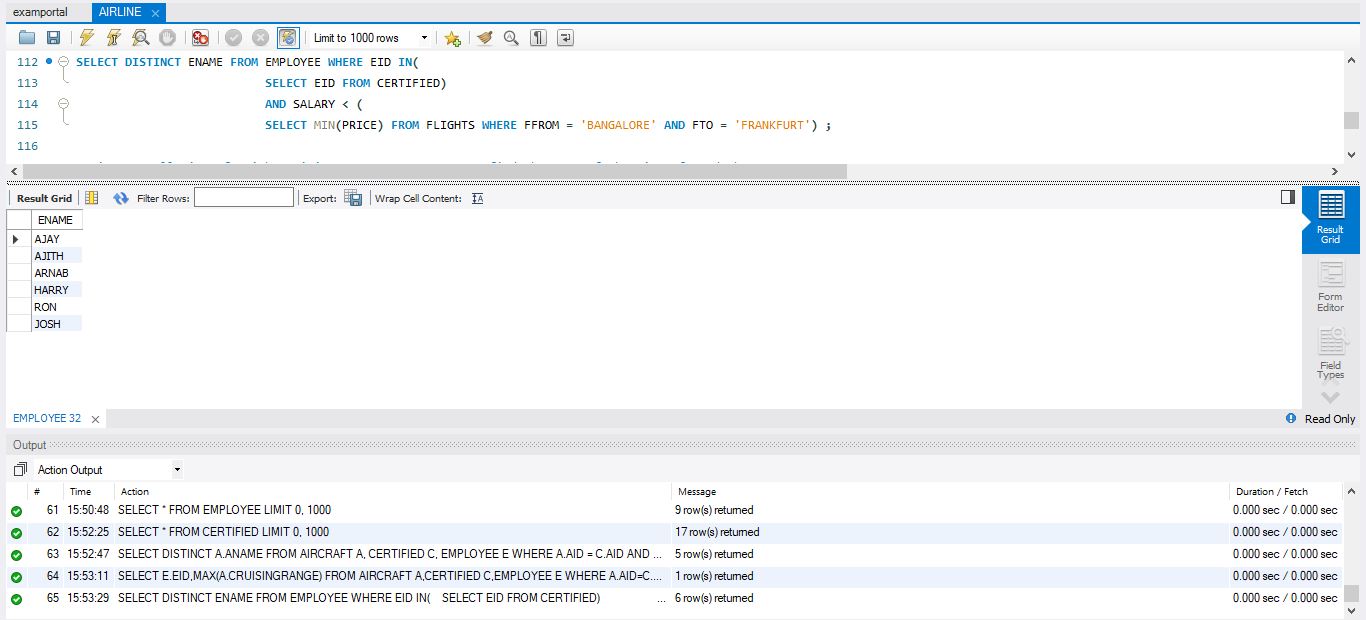 examportal AIRLINE
Limit to 1000 rows
112 SELECT DISTINCT ENAME FROM EMPLOYEE WHERE EID IN(
113 SELECT EID FROM CERTIFIED)
114 AND SALARY < (
115 SELECT MIN(PRICE) FROM FLIGHTS WHERE FFROM = 'BANGALORE' AND FTO = 'FRANKFURT') ;
116
Result Grid Filter Rows: Export: Wrap Cell Content:
ENAME
AJAY
AJITH
ARNAB
HARRY
RON
JOSH
Result
Grid
Form
Editor
Field
Types
EMPLOYEE 32 Read Only
Output
Action Output
# Time Action Message Duration / Fetch
61 15:50:48 SELECT * FROM EMPLOYEE LIMIT 0, 1000 9 row(s) returned 0.000 sec / 0.000 sec
62 15:52:25 SELECT * FROM CERTIFIED LIMIT 0, 1000 17 row(s) returned 0.000 sec / 0.000 sec
63 15:52:47 SELECT DISTINCT A.ANAME FROM AIRCRAFT A, CERTIFIED C, EMPLOYEE E WHERE A.AID = C.AID AND ... 5 row(s) returned 0.000 sec / 0.000 sec
64 15:53:11 SELECT E.EID,MAX(A.CRUISINGRANGE) FROM AIRCRAFT A,CERTIFIED C,EMPLOYEE E WHERE A.AID=C.... 1 row(s) returned 0.000 sec / 0.000 sec
65 15:53:29 SELECT DISTINCT ENAME FROM EMPLOYEE WHERE EID IN( SELECT EID FROM CERTIFIED) ... 6 row(s) returned 0.000 sec / 0.000 sec